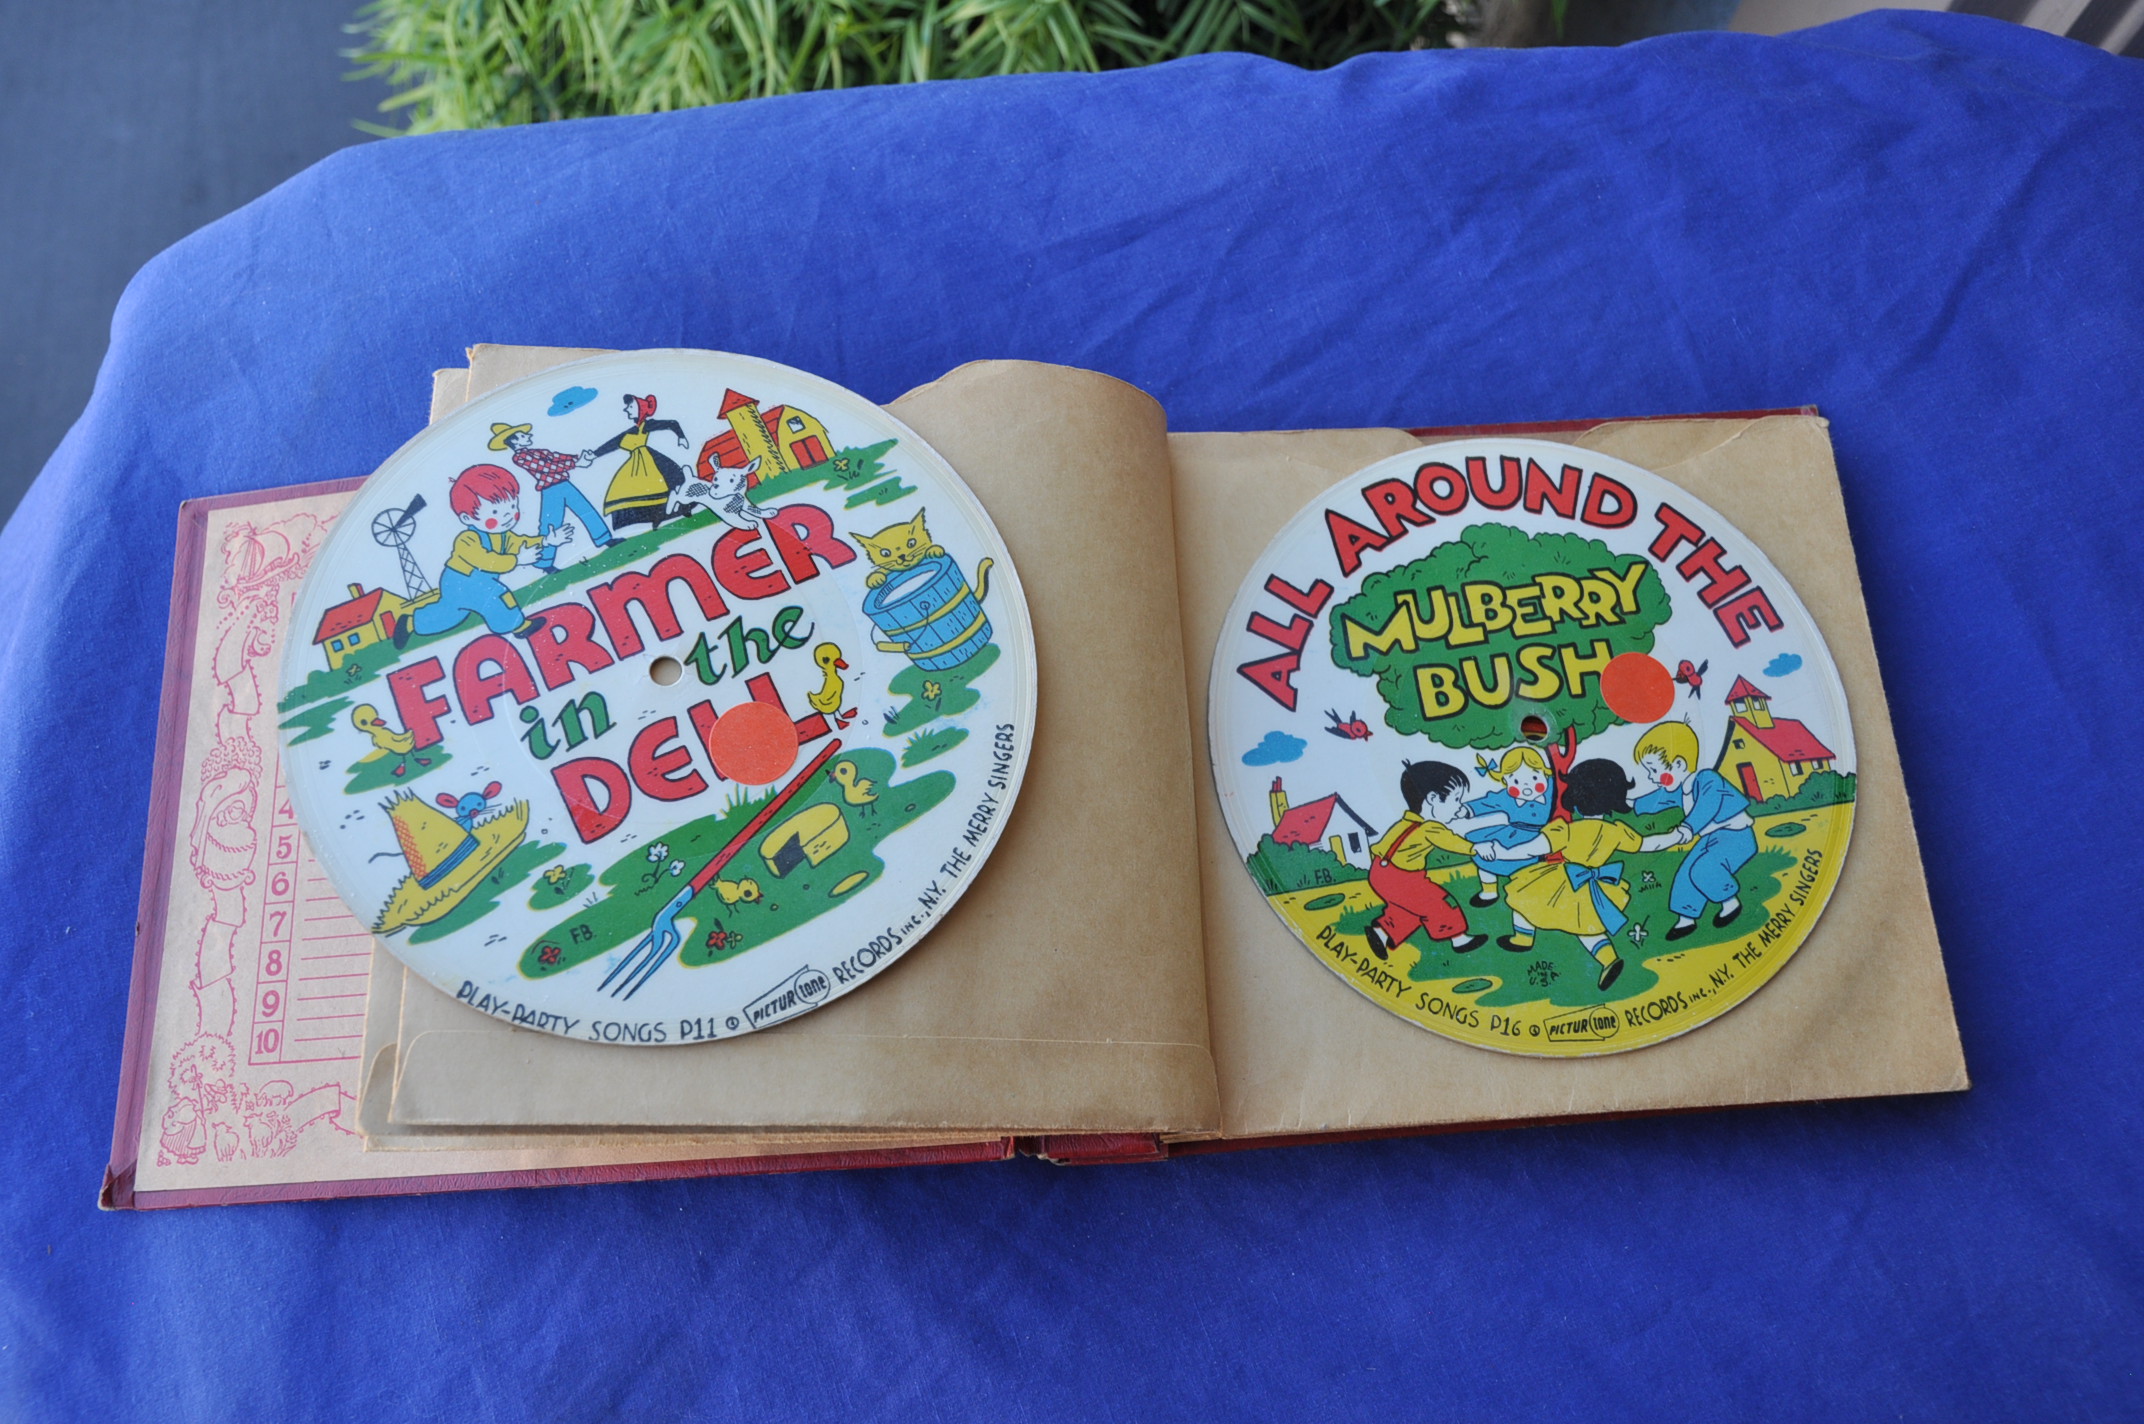 FARMER
in the
DELL
F.B.
PLAY-PARTY SONGS P11 © PICTUR tone RECORDS INC., N.Y. THE MERRY SINGERS
4
5
6
7
8
9
10
ALL AROUND THE
MULBERRY
BUSH
F.B.
MADE
IN
U.S.A.
PLAY-PARTY SONGS P16 © PICTUR tone RECORDS INC., N.Y. THE MERRY SINGERS